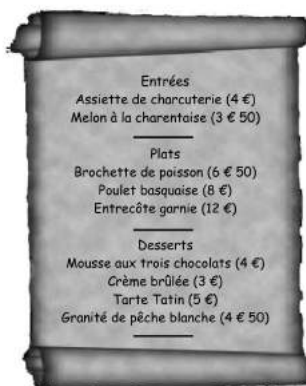 Entrées
Assiette de charcuterie (4 €)
Melon à la charentaise (3 € 50)
Plats
Brochette de poisson (6 € 50)
Poulet basquaise (8 €)
Entrecôte garnie (12 €)
Desserts
Mousse aux trois chocolats (4 €)
Crème brûlée (3 €)
Tarte Tatin (5 €)
Granité de pêche blanche (4 € 50)